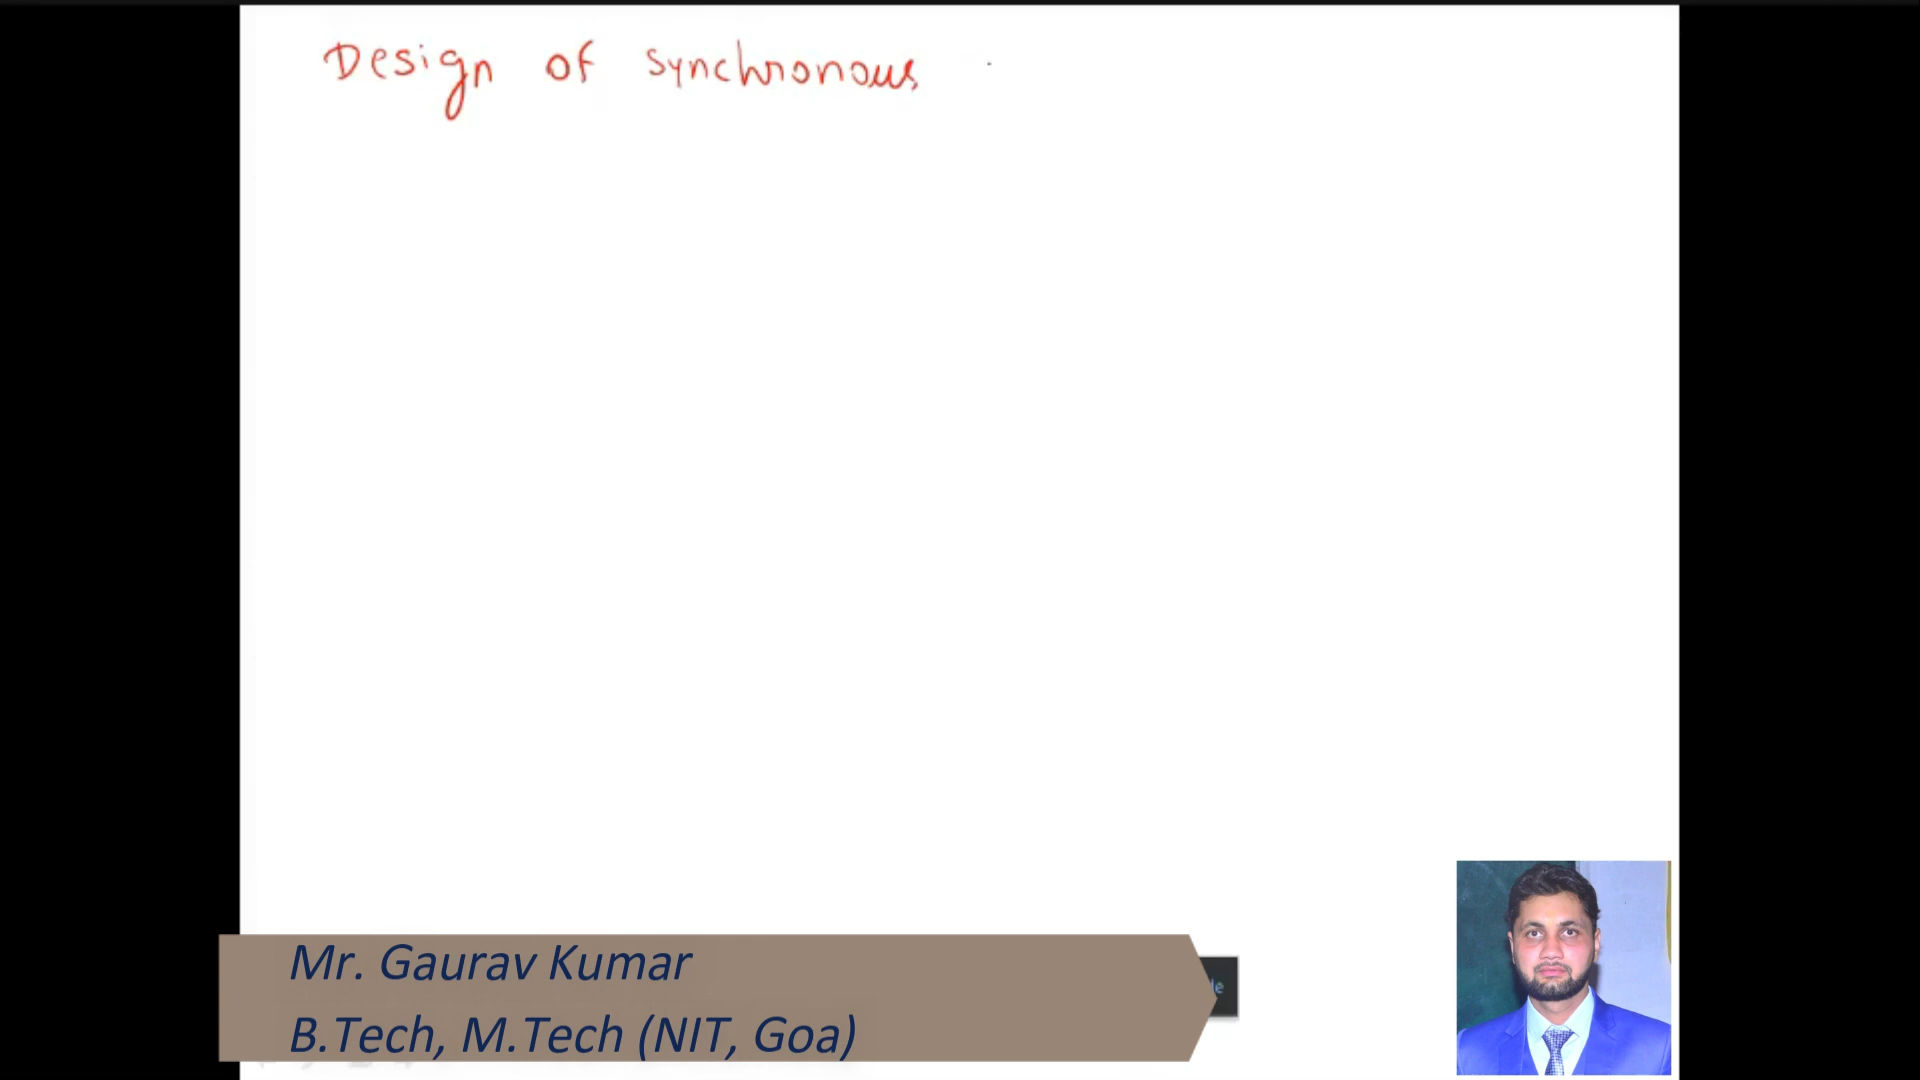 Design of synchronous
Mr. Gaurav Kumar
B.Tech, M.Tech (NIT, Goa)